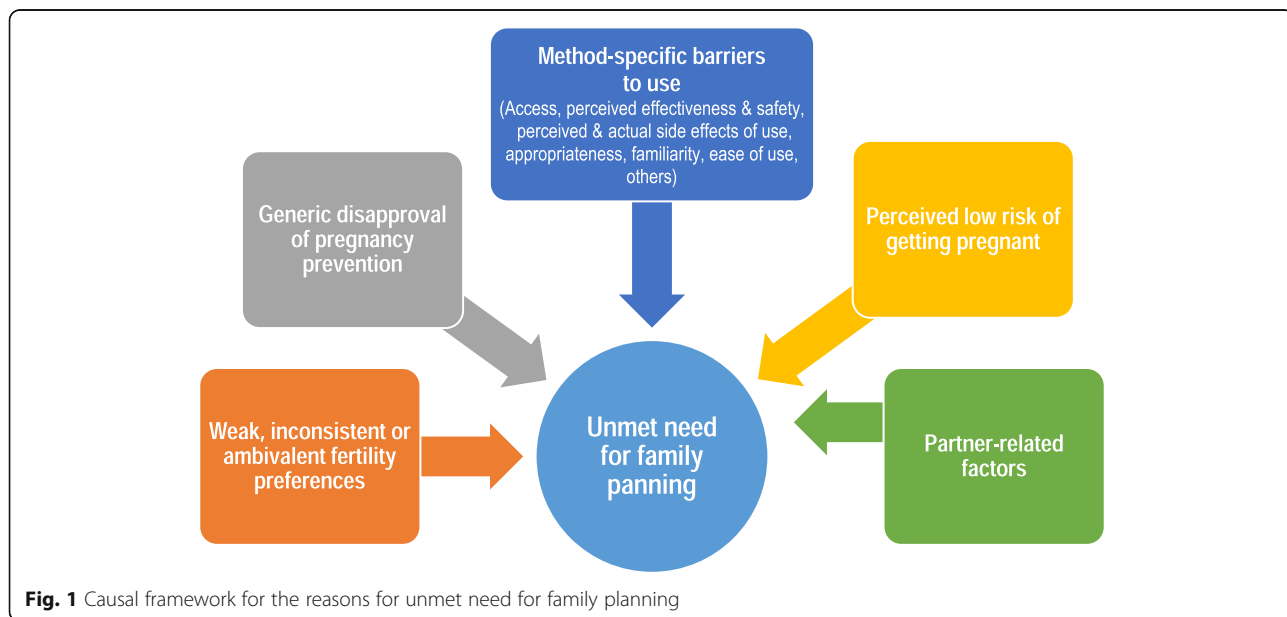 Method-specific barriers
to use
(Access, perceived effectiveness & safety,
perceived & actual side effects of use,
appropriateness, familiarity, ease of use,
others)
Generic disapproval
of pregnancy
prevention
Perceived low risk of
getting pregnant
Weak, inconsistent or
ambivalent fertility
preferences
Unmet need
for family
panning
Partner-related
factors
Fig. 1 Causal framework for the reasons for unmet need for family planning